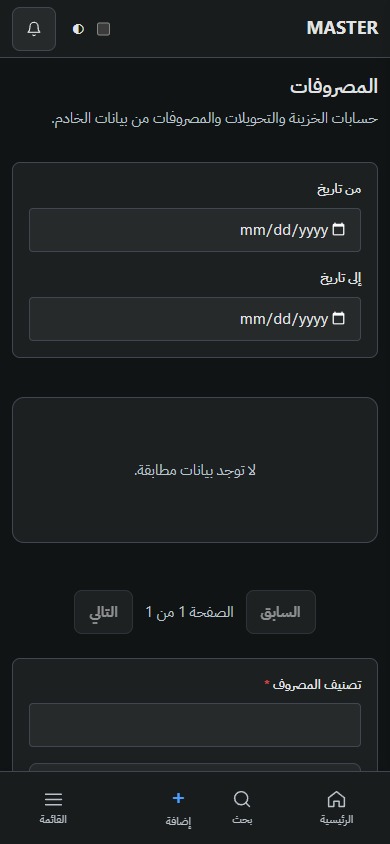 MASTER
المصروفات
حسابات الخزينة والتحويلات والمصروفات من بيانات الخادم.
من تاريخ
mm/dd/yyyy
إلى تاريخ
mm/dd/yyyy
لا توجد بيانات مطابقة.
السابق
الصفحة 1 من 1
التالي
تصنيف المصروف *
الرئيسية
بحث
إضافة
القائمة